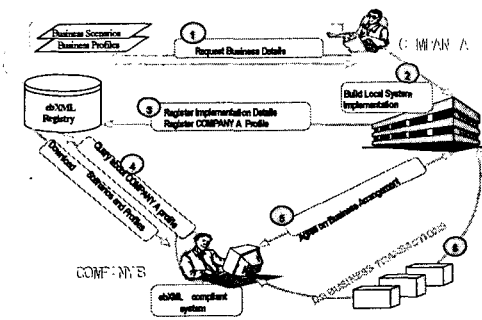 Business Scenarios
Business Profiles
1
Request Business Details
COMPANY A
2
Build Local System
Implementation
ebXML
Registry
3
Register Implementation Details
Register COMPANY A Profile
4
Query about COMPANY A profile
Download
Scenarios and Profiles
5
Agree on Business Arrangement
DO BUSINESS TRANSACTIONS
6
COMPANY B
ebXML compliant
system